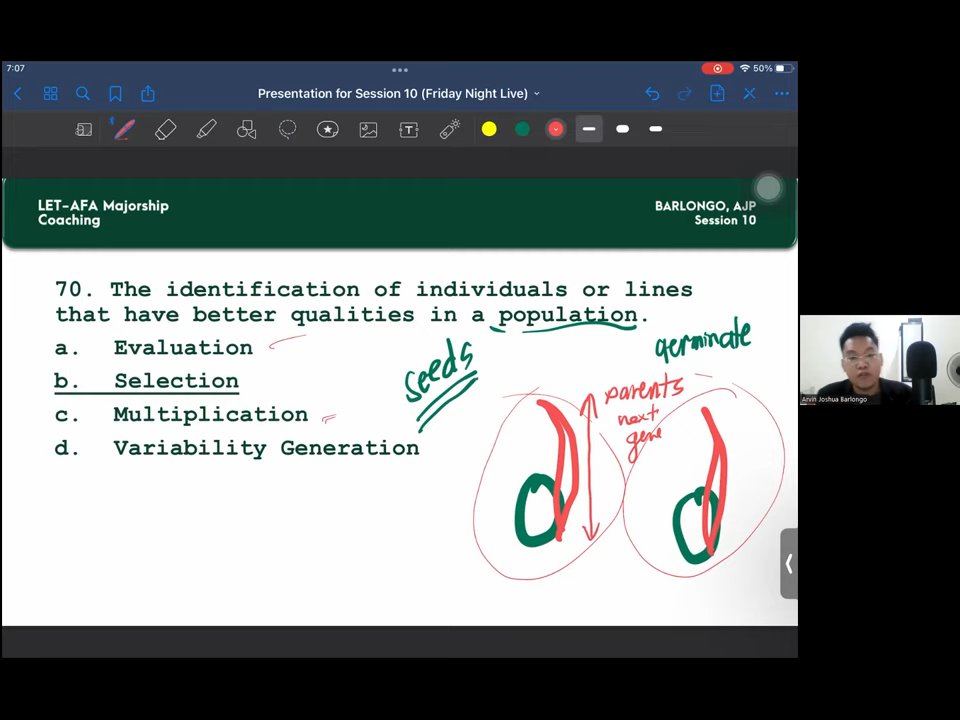 7:07
50%
Presentation for Session 10 (Friday Night Live)
T
LET-AFA Majorship
Coaching
BARLONGO, AJP
Session 10
70. The identification of individuals or lines
that have better qualities in a population.
a. Evaluation
b. Selection
c. Multiplication
d. Variability Generation
seeds
germinate
parents
next
gene
Arvin Joshua Barlongo